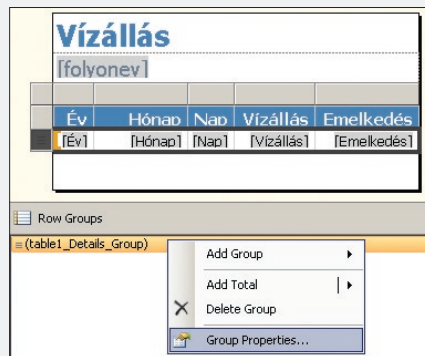 Vízállás
[folyonev]
Év Hónap Nap Vízállás Emelkedés
[Év] [Hónap] [Nap] [Vízállás] [Emelkedés]
Row Groups
(table1_Details_Group)
Add Group
Add Total
Delete Group
Group Properties...